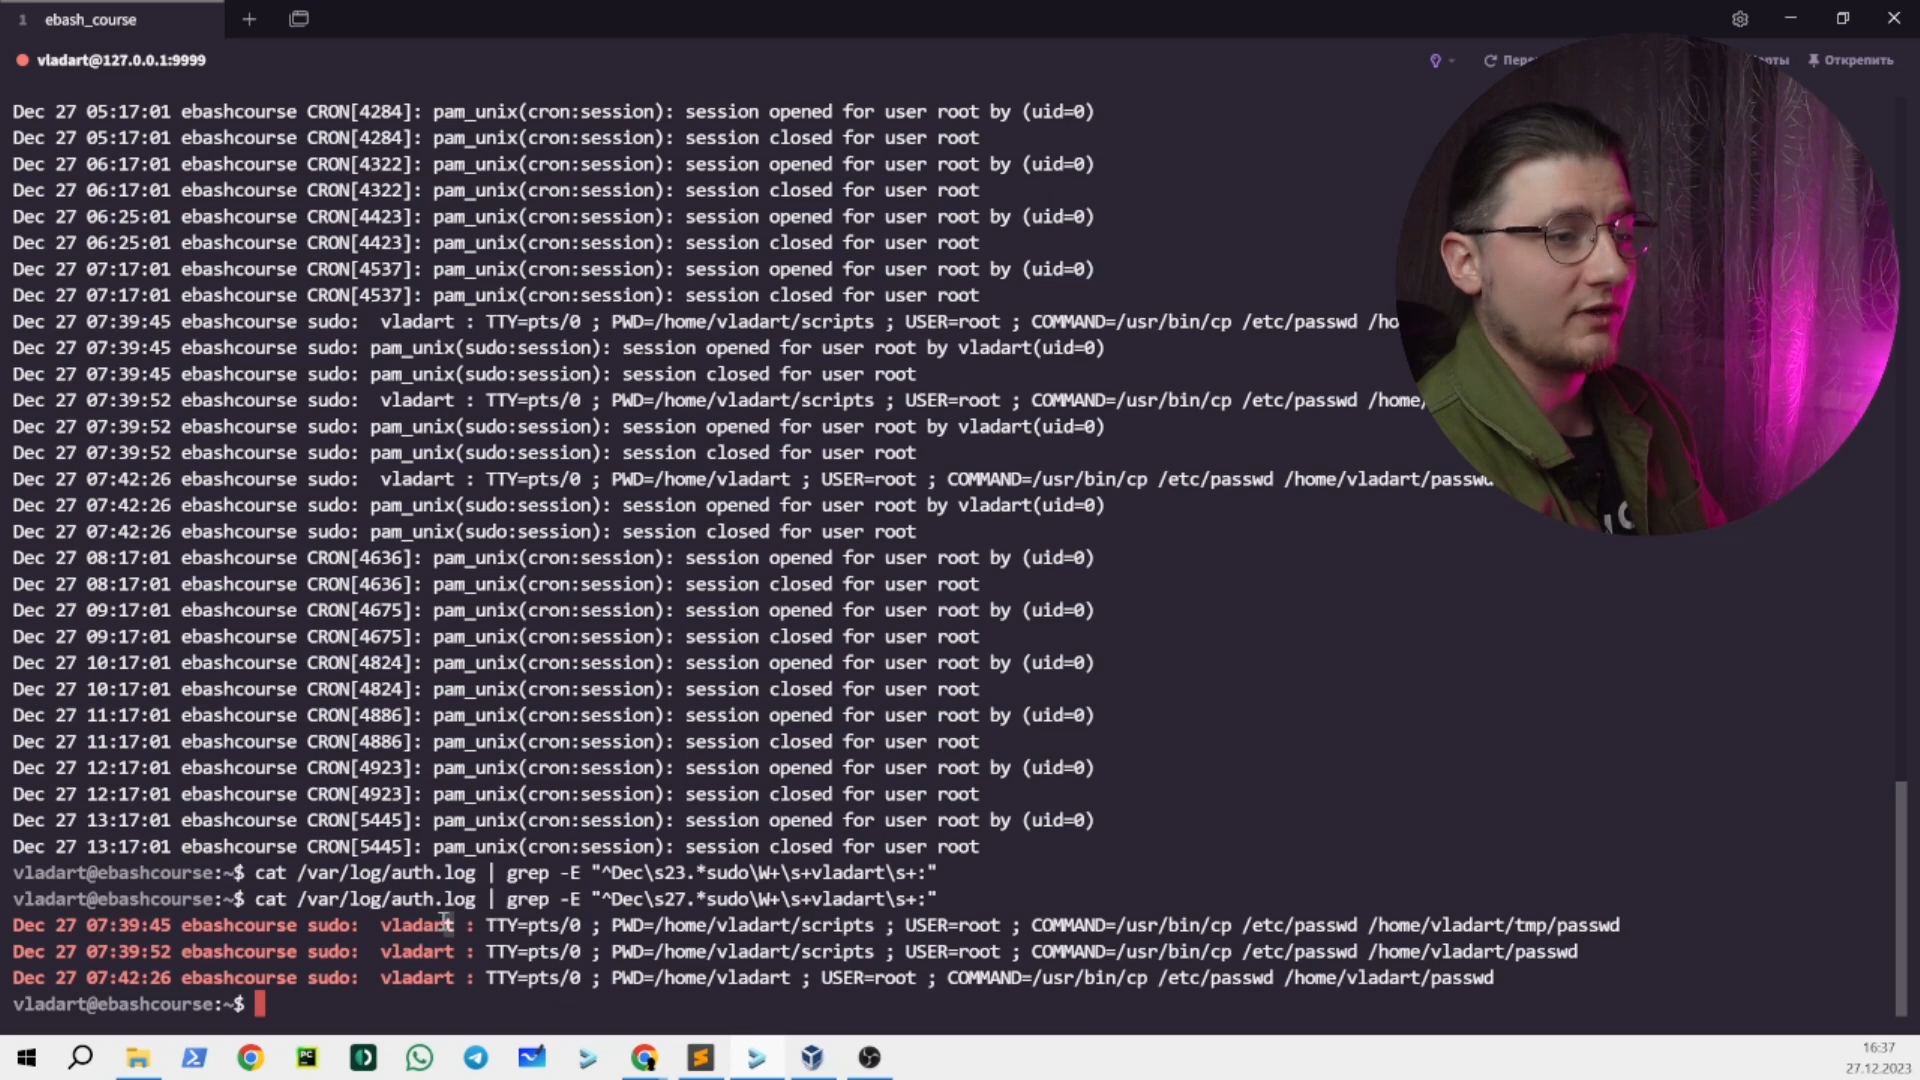 1 ebash_course
vladart@127.0.0.1:9999
Открепить
Dec 27 05:17:01 ebashcourse CRON[4284]: pam_unix(cron:session): session opened for user root by (uid=0)
Dec 27 05:17:01 ebashcourse CRON[4284]: pam_unix(cron:session): session closed for user root
Dec 27 06:17:01 ebashcourse CRON[4322]: pam_unix(cron:session): session opened for user root by (uid=0)
Dec 27 06:17:01 ebashcourse CRON[4322]: pam_unix(cron:session): session closed for user root
Dec 27 06:25:01 ebashcourse CRON[4423]: pam_unix(cron:session): session opened for user root by (uid=0)
Dec 27 06:25:01 ebashcourse CRON[4423]: pam_unix(cron:session): session closed for user root
Dec 27 07:17:01 ebashcourse CRON[4537]: pam_unix(cron:session): session opened for user root by (uid=0)
Dec 27 07:17:01 ebashcourse CRON[4537]: pam_unix(cron:session): session closed for user root
Dec 27 07:39:45 ebashcourse sudo:  vladart : TTY=pts/0 ; PWD=/home/vladart/scripts ; USER=root ; COMMAND=/usr/bin/cp /etc/passwd /ho
Dec 27 07:39:45 ebashcourse sudo: pam_unix(sudo:session): session opened for user root by vladart(uid=0)
Dec 27 07:39:45 ebashcourse sudo: pam_unix(sudo:session): session closed for user root
Dec 27 07:39:52 ebashcourse sudo:  vladart : TTY=pts/0 ; PWD=/home/vladart/scripts ; USER=root ; COMMAND=/usr/bin/cp /etc/passwd /home/
Dec 27 07:39:52 ebashcourse sudo: pam_unix(sudo:session): session opened for user root by vladart(uid=0)
Dec 27 07:39:52 ebashcourse sudo: pam_unix(sudo:session): session closed for user root
Dec 27 07:42:26 ebashcourse sudo:  vladart : TTY=pts/0 ; PWD=/home/vladart ; USER=root ; COMMAND=/usr/bin/cp /etc/passwd /home/vladart/passwd
Dec 27 07:42:26 ebashcourse sudo: pam_unix(sudo:session): session opened for user root by vladart(uid=0)
Dec 27 07:42:26 ebashcourse sudo: pam_unix(sudo:session): session closed for user root
Dec 27 08:17:01 ebashcourse CRON[4636]: pam_unix(cron:session): session opened for user root by (uid=0)
Dec 27 08:17:01 ebashcourse CRON[4636]: pam_unix(cron:session): session closed for user root
Dec 27 09:17:01 ebashcourse CRON[4675]: pam_unix(cron:session): session opened for user root by (uid=0)
Dec 27 09:17:01 ebashcourse CRON[4675]: pam_unix(cron:session): session closed for user root
Dec 27 10:17:01 ebashcourse CRON[4824]: pam_unix(cron:session): session opened for user root by (uid=0)
Dec 27 10:17:01 ebashcourse CRON[4824]: pam_unix(cron:session): session closed for user root
Dec 27 11:17:01 ebashcourse CRON[4886]: pam_unix(cron:session): session opened for user root by (uid=0)
Dec 27 11:17:01 ebashcourse CRON[4886]: pam_unix(cron:session): session closed for user root
Dec 27 12:17:01 ebashcourse CRON[4923]: pam_unix(cron:session): session opened for user root by (uid=0)
Dec 27 12:17:01 ebashcourse CRON[4923]: pam_unix(cron:session): session closed for user root
Dec 27 13:17:01 ebashcourse CRON[5445]: pam_unix(cron:session): session opened for user root by (uid=0)
Dec 27 13:17:01 ebashcourse CRON[5445]: pam_unix(cron:session): session closed for user root
vladart@ebashcourse:~$ cat /var/log/auth.log | grep -E "^Dec\s23.*sudo\W+\s+vladart\s+:"
vladart@ebashcourse:~$ cat /var/log/auth.log | grep -E "^Dec\s27.*sudo\W+\s+vladart\s+:"
Dec 27 07:39:45 ebashcourse sudo:  vladart : TTY=pts/0 ; PWD=/home/vladart/scripts ; USER=root ; COMMAND=/usr/bin/cp /etc/passwd /home/vladart/tmp/passwd
Dec 27 07:39:52 ebashcourse sudo:  vladart : TTY=pts/0 ; PWD=/home/vladart/scripts ; USER=root ; COMMAND=/usr/bin/cp /etc/passwd /home/vladart/passwd
Dec 27 07:42:26 ebashcourse sudo:  vladart : TTY=pts/0 ; PWD=/home/vladart ; USER=root ; COMMAND=/usr/bin/cp /etc/passwd /home/vladart/passwd
vladart@ebashcourse:~$
16:37
27.12.2023